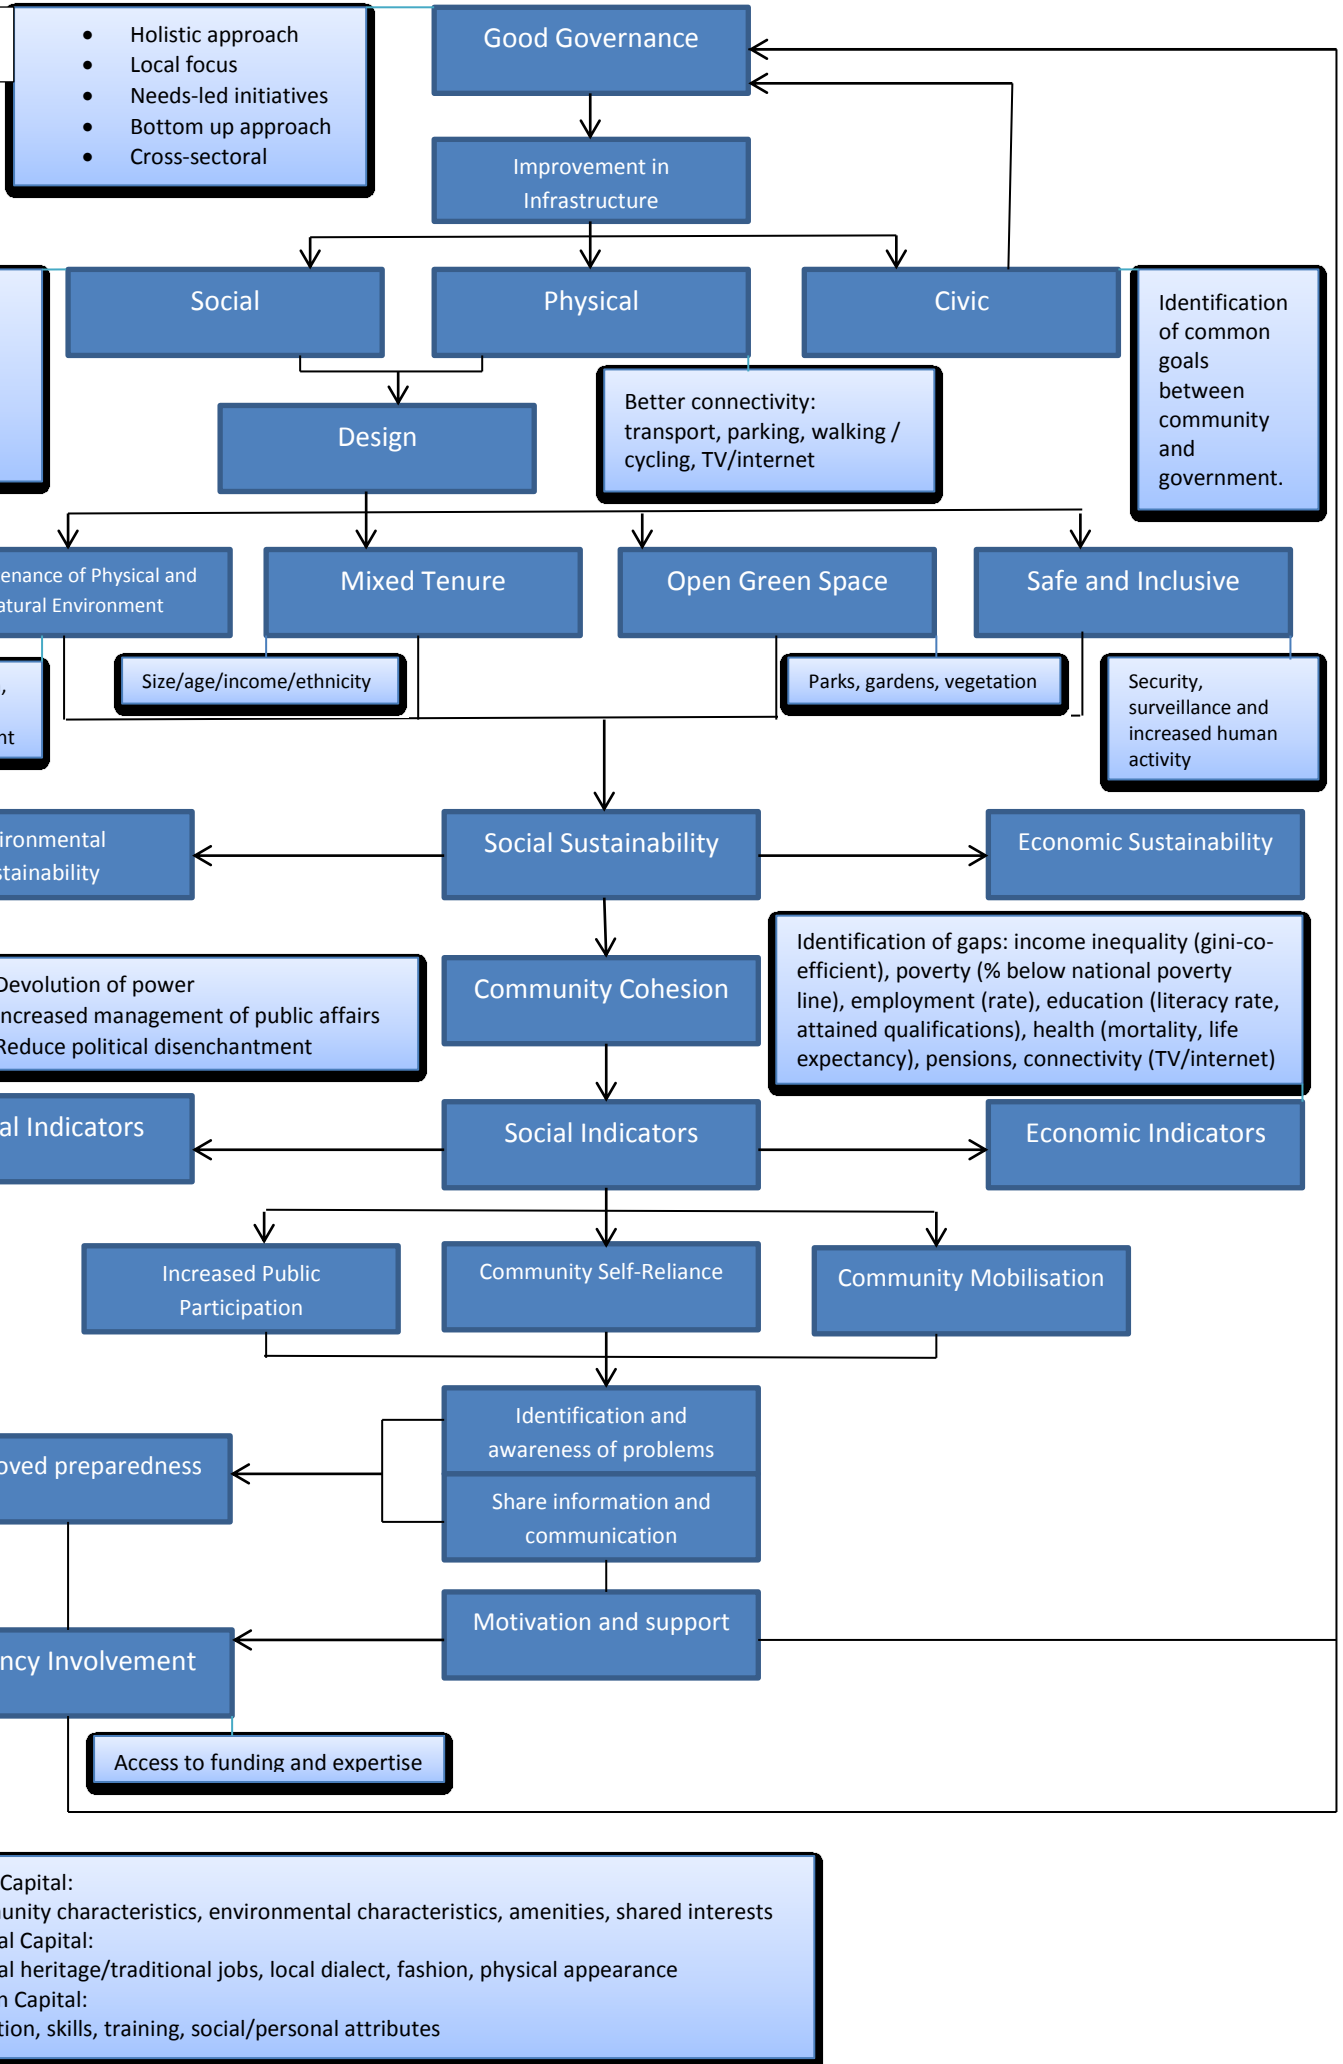 • Holistic approach
• Local focus
• Needs-led initiatives
• Bottom up approach
• Cross-sectoral
Good Governance
Improvement in
Infrastructure
Social
Physical
Civic
Identification
of common
goals
between
community
and
government.
Better connectivity:
transport, parking, walking /
cycling, TV/internet
Design
enance of Physical and
atural Environment
Mixed Tenure
Open Green Space
Safe and Inclusive
,
nt
Size/age/income/ethnicity
Parks, gardens, vegetation
Security,
surveillance and
increased human
activity
ironmental
stainability
Social Sustainability
Economic Sustainability
Devolution of power
Increased management of public affairs
Reduce political disenchantment
Community Cohesion
Identification of gaps: income inequality (gini-co-
efficient), poverty (% below national poverty
line), employment (rate), education (literacy rate,
attained qualifications), health (mortality, life
expectancy), pensions, connectivity (TV/internet)
al Indicators
Social Indicators
Economic Indicators
Increased Public
Participation
Community Self-Reliance
Community Mobilisation
Identification and
awareness of problems
oved preparedness
Share information and
communication
Motivation and support
ncy Involvement
Access to funding and expertise
Capital:
unity characteristics, environmental characteristics, amenities, shared interests
al Capital:
al heritage/traditional jobs, local dialect, fashion, physical appearance
n Capital:
tion, skills, training, social/personal attributes